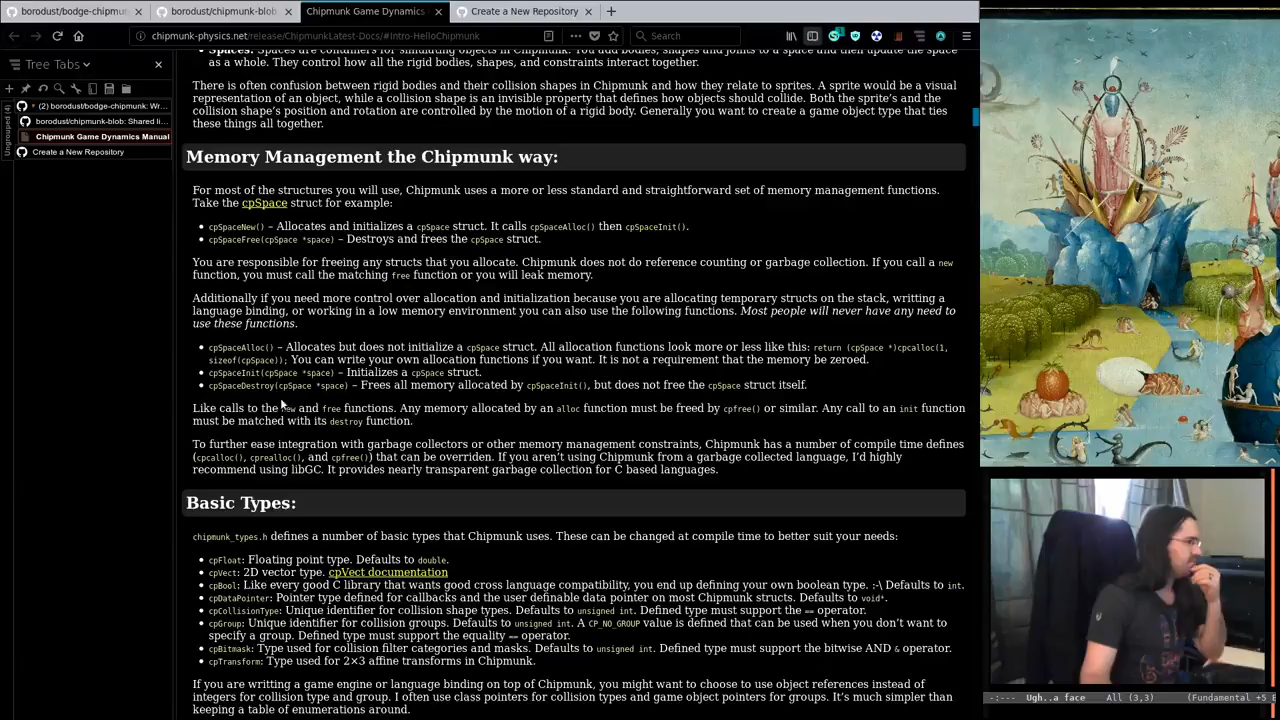 borodust/bodge-chipmun
borodust/chipmunk-blob
Chipmunk Game Dynamics
Create a New Repository
chipmunk-physics.net/release/ChipmunkLatest-Docs/#Intro-HelloChipmunk
Search
Tree Tabs
Ungrouped
(2) borodust/bodge-chipmunk: Wr...
borodust/chipmunk-blob: Shared li...
Chipmunk Game Dynamics Manual
Create a New Repository
Spaces: Spaces are containers for simulating objects in Chipmunk. You add bodies, shapes and joints to a space and then update the space
as a whole. They control how all the rigid bodies, shapes, and constraints interact together.
There is often confusion between rigid bodies and their collision shapes in Chipmunk and how they relate to sprites. A sprite would be a visual
representation of an object, while a collision shape is an invisible property that defines how objects should collide. Both the sprite's and the
collision shape's position and rotation are controlled by the motion of a rigid body. Generally you want to create a game object type that ties
these things all together.
Memory Management the Chipmunk way:
For most of the structures you will use, Chipmunk uses a more or less standard and straightforward set of memory management functions.
Take the cpSpace struct for example:
cpSpaceNew() – Allocates and initializes a cpSpace struct. It calls cpSpaceAlloc() then cpSpaceInit().
cpSpaceFree(cpSpace *space) – Destroys and frees the cpSpace struct.
You are responsible for freeing any structs that you allocate. Chipmunk does not do reference counting or garbage collection. If you call a new
function, you must call the matching free function or you will leak memory.
Additionally if you need more control over allocation and initialization because you are allocating temporary structs on the stack, writting a
language binding, or working in a low memory environment you can also use the following functions. Most people will never have any need to
use these functions.
cpSpaceAlloc() – Allocates but does not initialize a cpSpace struct. All allocation functions look more or less like this: return (cpSpace *)cpcalloc(1,
sizeof(cpSpace)); You can write your own allocation functions if you want. It is not a requirement that the memory be zeroed.
cpSpaceInit(cpSpace *space) – Initializes a cpSpace struct.
cpSpaceDestroy(cpSpace *space) – Frees all memory allocated by cpSpaceInit(), but does not free the cpSpace struct itself.
Like calls to the new and free functions. Any memory allocated by an alloc function must be freed by cpfree() or similar. Any call to an init function
must be matched with its destroy function.
To further ease integration with garbage collectors or other memory management constraints, Chipmunk has a number of compile time defines
(cpcalloc(), cprealloc(), and cpfree()) that can be overriden. If you aren't using Chipmunk from a garbage collected language, I'd highly
recommend using libGC. It provides nearly transparent garbage collection for C based languages.
Basic Types:
chipmunk_types.h defines a number of basic types that Chipmunk uses. These can be changed at compile time to better suit your needs:
cpFloat: Floating point type. Defaults to double.
cpVect: 2D vector type. cpVect documentation
cpBool: Like every good C library that wants good cross language compatibility, you end up defining your own boolean type. :-\ Defaults to int.
cpDataPointer: Pointer type defined for callbacks and the user definable data pointer on most Chipmunk structs. Defaults to void*.
cpCollisionType: Unique identifier for collision shape types. Defaults to unsigned int. Defined type must support the == operator.
cpGroup: Unique identifier for collision groups. Defaults to unsigned int. A CP_NO_GROUP value is defined that can be used when you don't want to
specify a group. Defined type must support the equality == operator.
cpBitmask: Type used for collision filter categories and masks. Defaults to unsigned int. Defined type must support the bitwise AND & operator.
cpTransform: Type used for 2×3 affine transforms in Chipmunk.
If you are writting a game engine or language binding on top of Chipmunk, you might want to choose to use object references instead of
integers for collision type and group. I often use class pointers for collision types and game object pointers for groups. It's much simpler than
keeping a table of enumerations around.
-:--- Ugh..a face All (3,3) (Fundamental +5